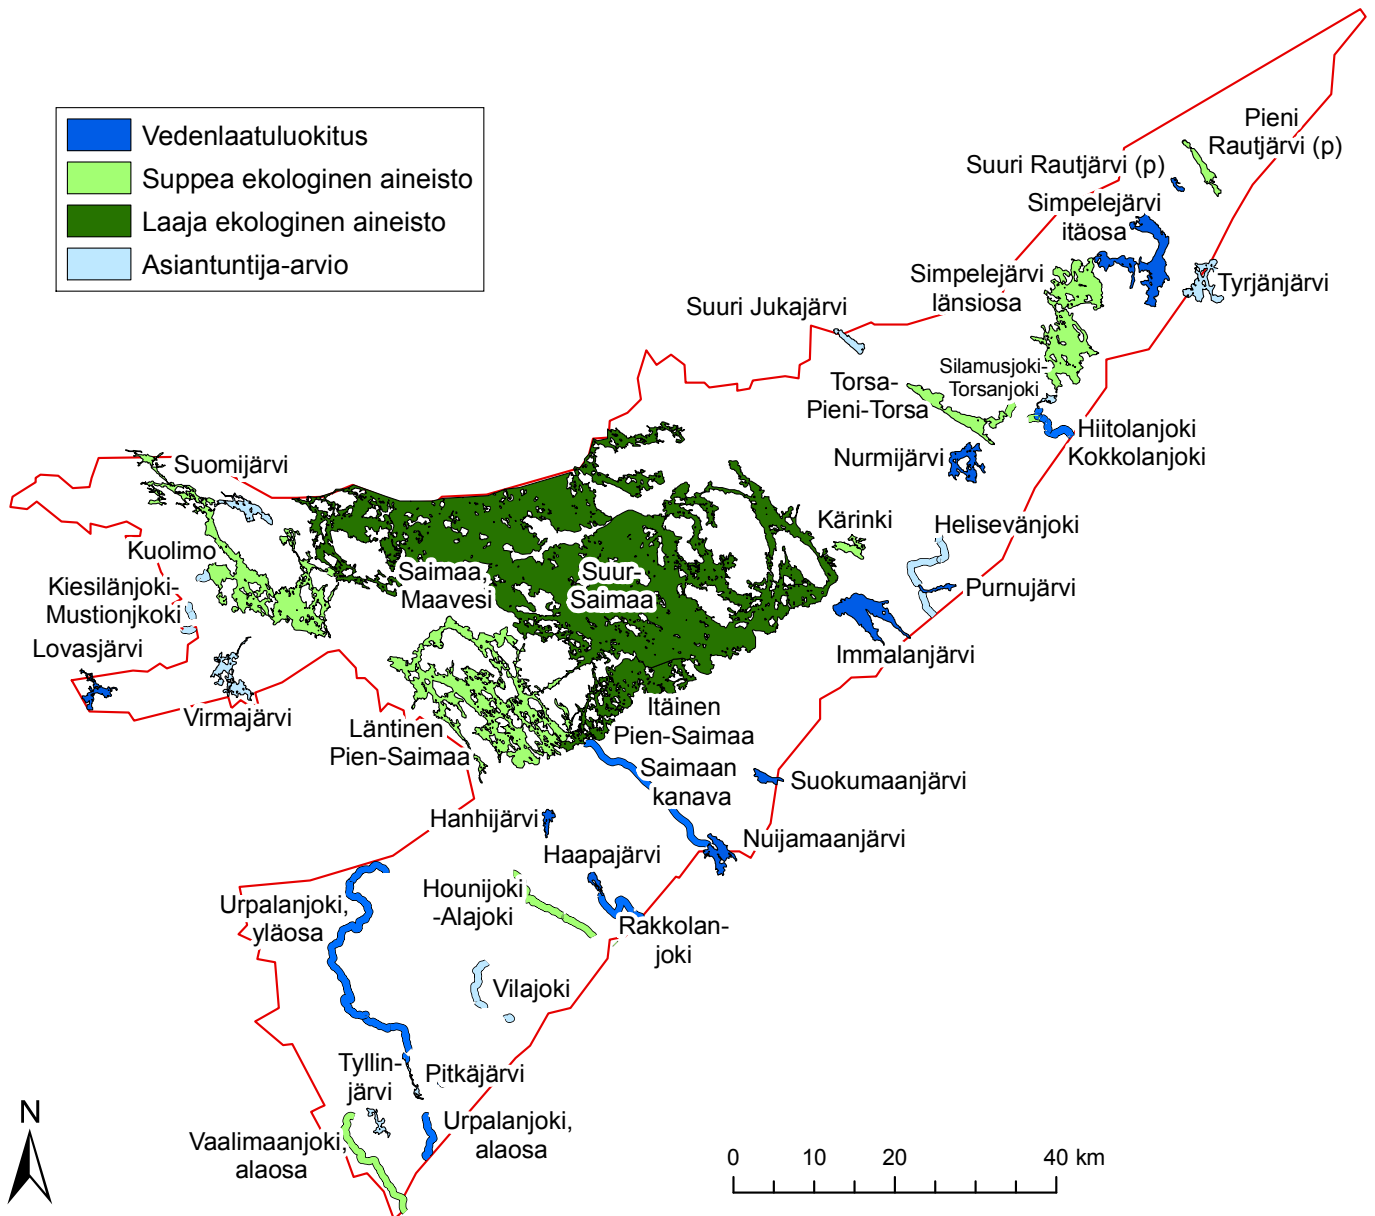 Vedenlaatuluokitus
Suppea ekologinen aineisto
Laaja ekologinen aineisto
Asiantuntija-arvio
Pieni
Rautjärvi (p)
Suuri Rautjärvi (p)
Simpelejärvi
itäosa
Simpelejärvi
länsiosa
Tyrjänjärvi
Suuri Jukajärvi
Silamusjoki-
Torsanjoki
Torsa-
Pieni-Torsa
Hiitolanjoki
Kokkolanjoki
Nurmijärvi
Suomijärvi
Kärinki
Helisevänjoki
Kuolimo
Saimaa,
Maavesi
Suur-
Saimaa
Kiesilänjoki-
Mustionjkoki
Purnujärvi
Lovasjärvi
Immalanjärvi
Virmajärvi
Läntinen
Pien-Saimaa
Itäinen
Pien-Saimaa
Saimaan
kanava
Suokumaanjärvi
Hanhijärvi
Nuijamaanjärvi
Haapajärvi
Hounijoki
-Alajoki
Urpalanjoki,
yläosa
Rakkolan-
joki
Vilajoki
Tyllin-
järvi
Pitkäjärvi
Urpalanjoki,
alaosa
Vaalimaanjoki,
alaosa
N
0 10 20 40 km